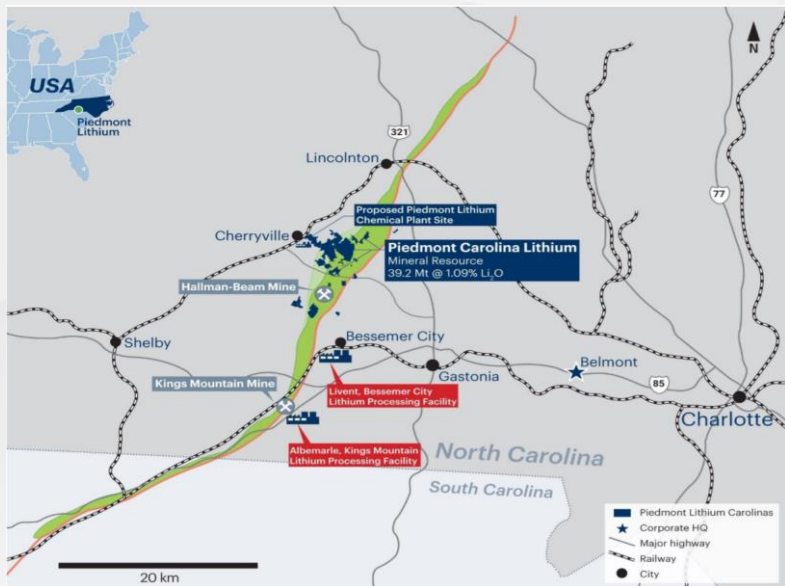 USA
Piedmont
Lithium
N
321
Lincolnton
77
Proposed Piedmont Lithium
Chemical Plant Site
Cherryville
Piedmont Carolina Lithium
Mineral Resource
39.2 Mt @ 1.09% Li₂O
Hallman-Beam Mine
Shelby
Bessemer City
Belmont
Kings Mountain Mine
Gastonia
85
Livent, Bessemer City
Lithium Processing Facility
Charlotte
Albemarle, Kings Mountain
Lithium Processing Facility
North Carolina
South Carolina
Piedmont Lithium Carolinas
Corporate HQ
Major highway
Railway
City
20 km